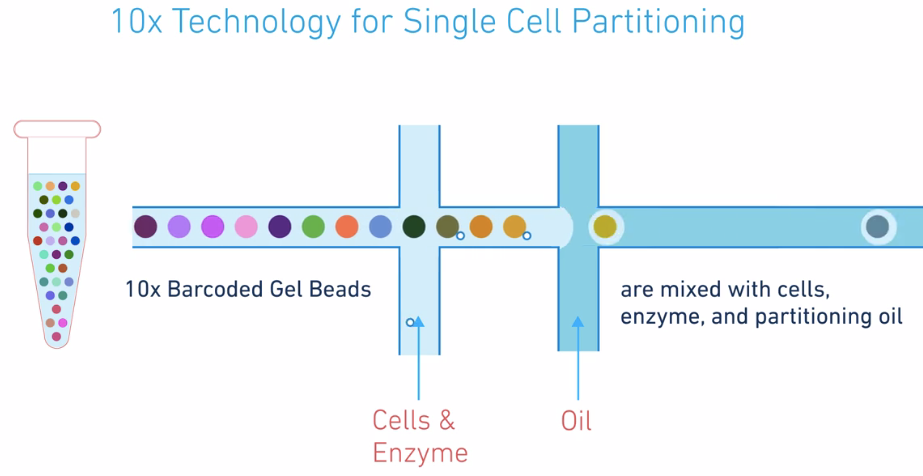 10x Technology for Single Cell Partitioning
10x Barcoded Gel Beads
are mixed with cells,
enzyme, and partitioning oil
Cells &
Enzyme
Oil